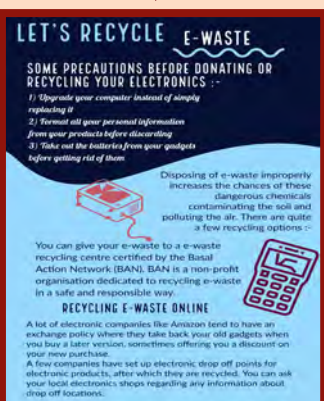 LET'S RECYCLE E-WASTE
SOME PRECAUTIONS BEFORE DONATING OR
RECYCLING YOUR ELECTRONICS :-
1) Upgrade your computer instead of simply
replacing it
2) Format all your personal information
from your products before discarding
3) Take out the batteries from your gadgets
before getting rid of them
Disposing of e-waste improperly
increases the chances of these
dangerous chemicals
contaminating the soil and
polluting the air. There are quite
a few recycling options :-
You can give your e-waste to a e-waste
recycling centre certified by the Basal
Action Network (BAN). BAN is a non-profit
organisation dedicated to recycling e-waste
in a safe and responsible way.
RECYCLING E-WASTE ONLINE
A lot of electronic companies like Amazon tend to have an
exchange policy where they take back your old gadgets when
you buy a later version, sometimes offering you a discount on
your new purchase.
A few companies have set up electronic drop off points for
electronic products, after which they are recycled. You can ask
your local electronics shops regarding any information about
drop off locations.